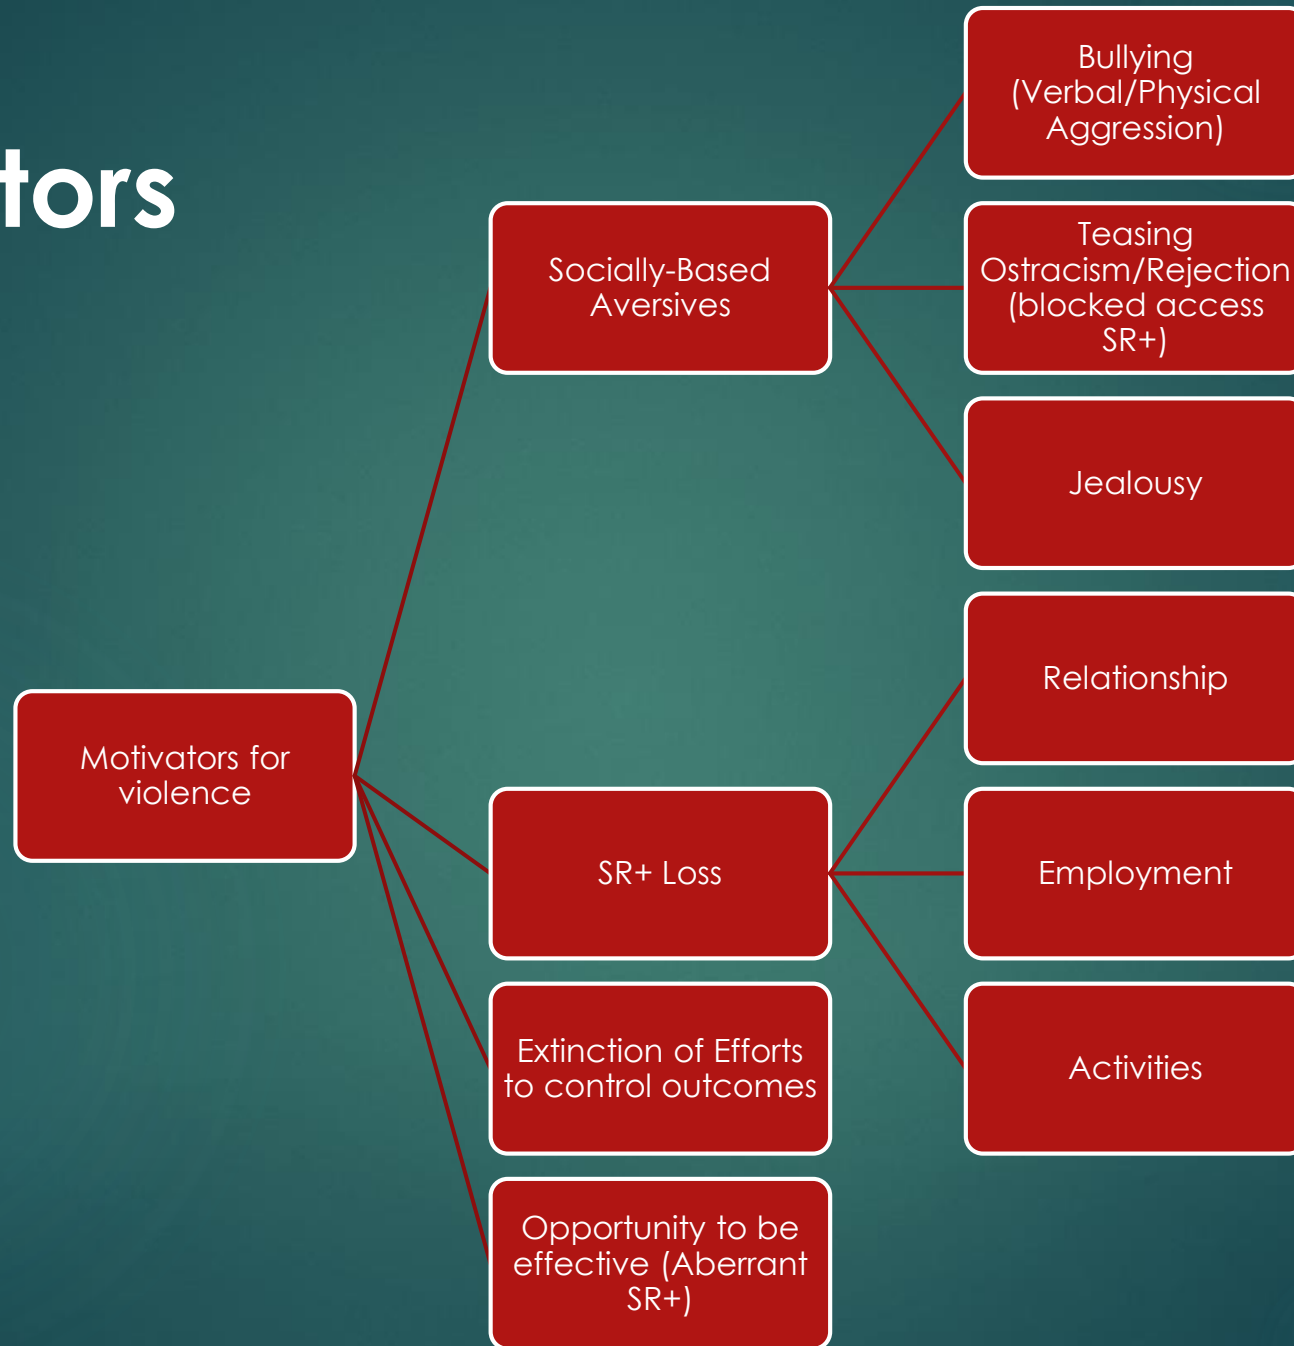 tors
Motivators for
violence
Socially-Based
Aversives
Bullying
(Verbal/Physical
Aggression)
Teasing
Ostracism/Rejection
(blocked access
SR+)
Jealousy
SR+ Loss
Relationship
Employment
Activities
Extinction of Efforts
to control outcomes
Opportunity to be
effective (Aberrant
SR+)